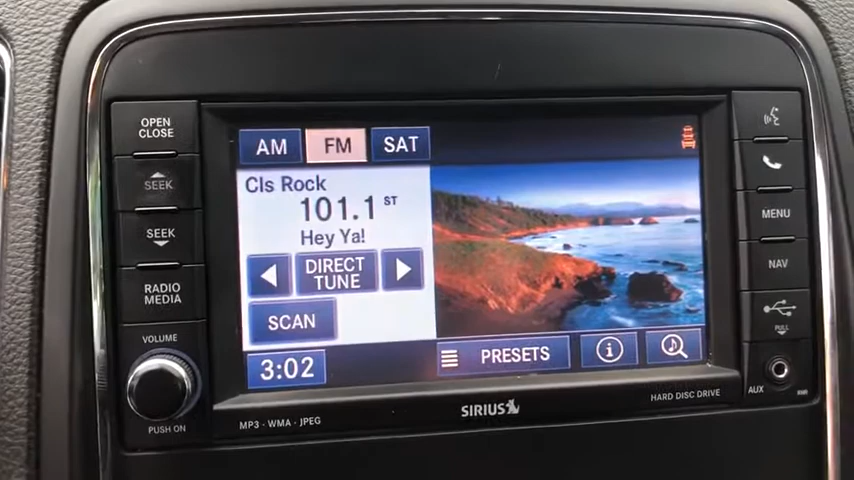 OPEN
CLOSE
SEEK
SEEK
RADIO
MEDIA
VOLUME
PUSH ON
AM FM SAT
Cls Rock
101.1 ST
Hey Ya!
DIRECT
TUNE
SCAN
3:02
PRESETS
i
MP3 · WMA · JPEG
SIRIUS
HARD DISC DRIVE
MENU
NAV
PULL
AUX